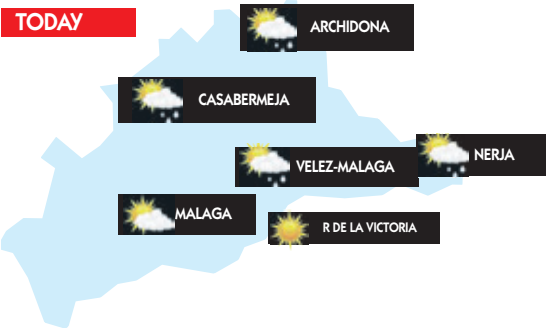 TODAY
ARCHIDONA
CASABERMEJA
NERJA
VELEZ-MALAGA
MALAGA
R DE LA VICTORIA